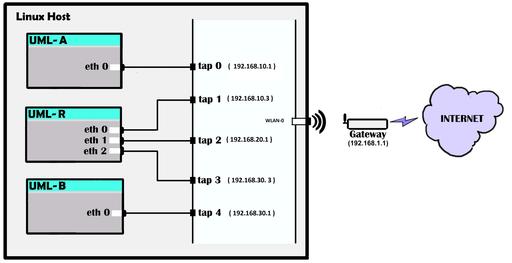 Linux Host
UML-A
eth 0
tap 0 ( 192.168.10.1 )
tap 1 ( 192.168.10.3 )
UML-R
eth 0
eth 1
eth 2
WLAN-0
tap 2 ( 192.168.20.1 )
tap 3 ( 192.168.30. 3 )
UML-B
eth 0
tap 4 ( 192.168.30.1 )
Gateway
(192.168.1.1)
INTERNET